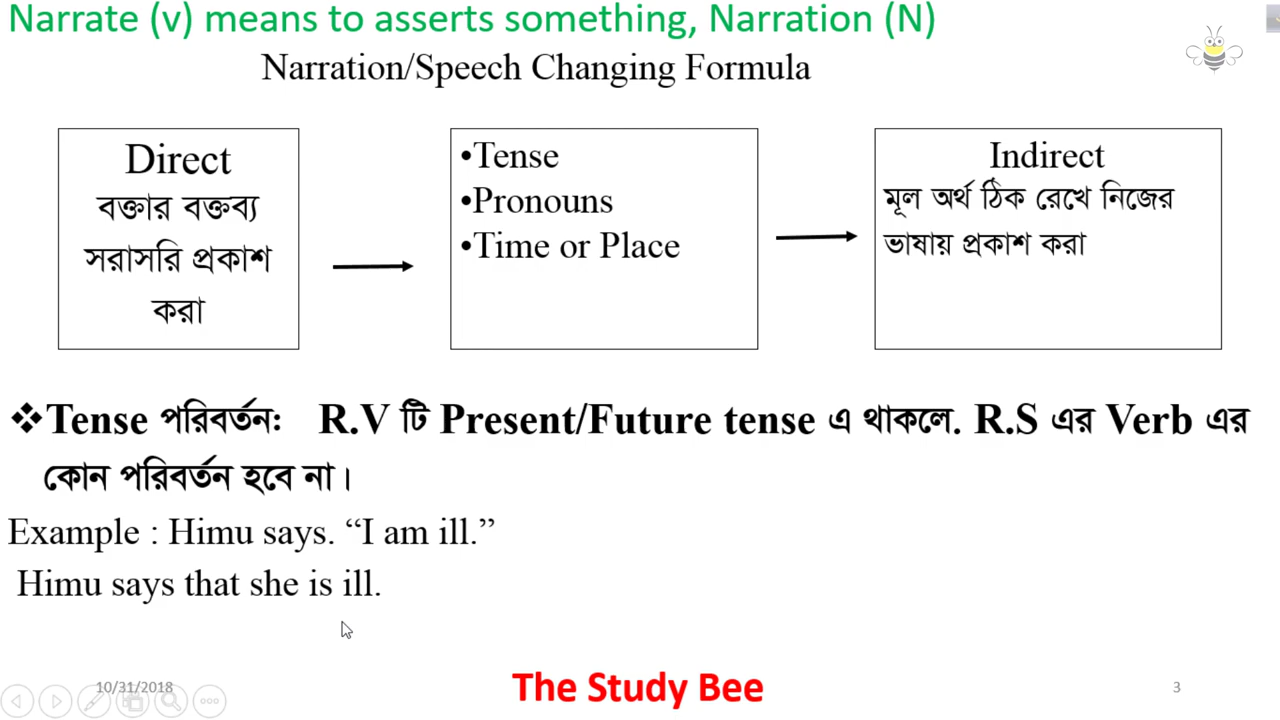 Narrate (v) means to asserts something, Narration (N)
Narration/Speech Changing Formula
Direct
বক্তার বক্তব্য
সরাসরি প্রকাশ
করা
•Tense
•Pronouns
•Time or Place
Indirect
মূল অর্থ ঠিক রেখে নিজের
ভাষায় প্রকাশ করা
❖Tense পরিবর্তন: R.V টি Present/Future tense এ থাকলে. R.S এর Verb এর
কোন পরিবর্তন হবে না।
Example : Himu says. “I am ill.”
Himu says that she is ill.
10/31/2018
The Study Bee
3